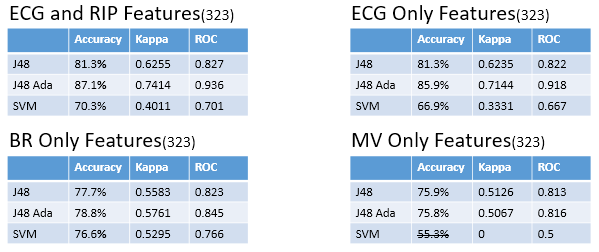 ECG and RIP Features(323)
Accuracy Kappa ROC
J48 81.3% 0.6255 0.827
J48 Ada 87.1% 0.7414 0.936
SVM 70.3% 0.4011 0.701
ECG Only Features(323)
Accuracy Kappa ROC
J48 81.3% 0.6235 0.822
J48 Ada 85.9% 0.7144 0.918
SVM 66.9% 0.3331 0.667
BR Only Features(323)
Accuracy Kappa ROC
J48 77.7% 0.5583 0.823
J48 Ada 78.8% 0.5761 0.845
SVM 76.6% 0.5295 0.766
MV Only Features(323)
Accuracy Kappa ROC
J48 75.9% 0.5126 0.813
J48 Ada 75.8% 0.5067 0.816
SVM 55.3% 0 0.5